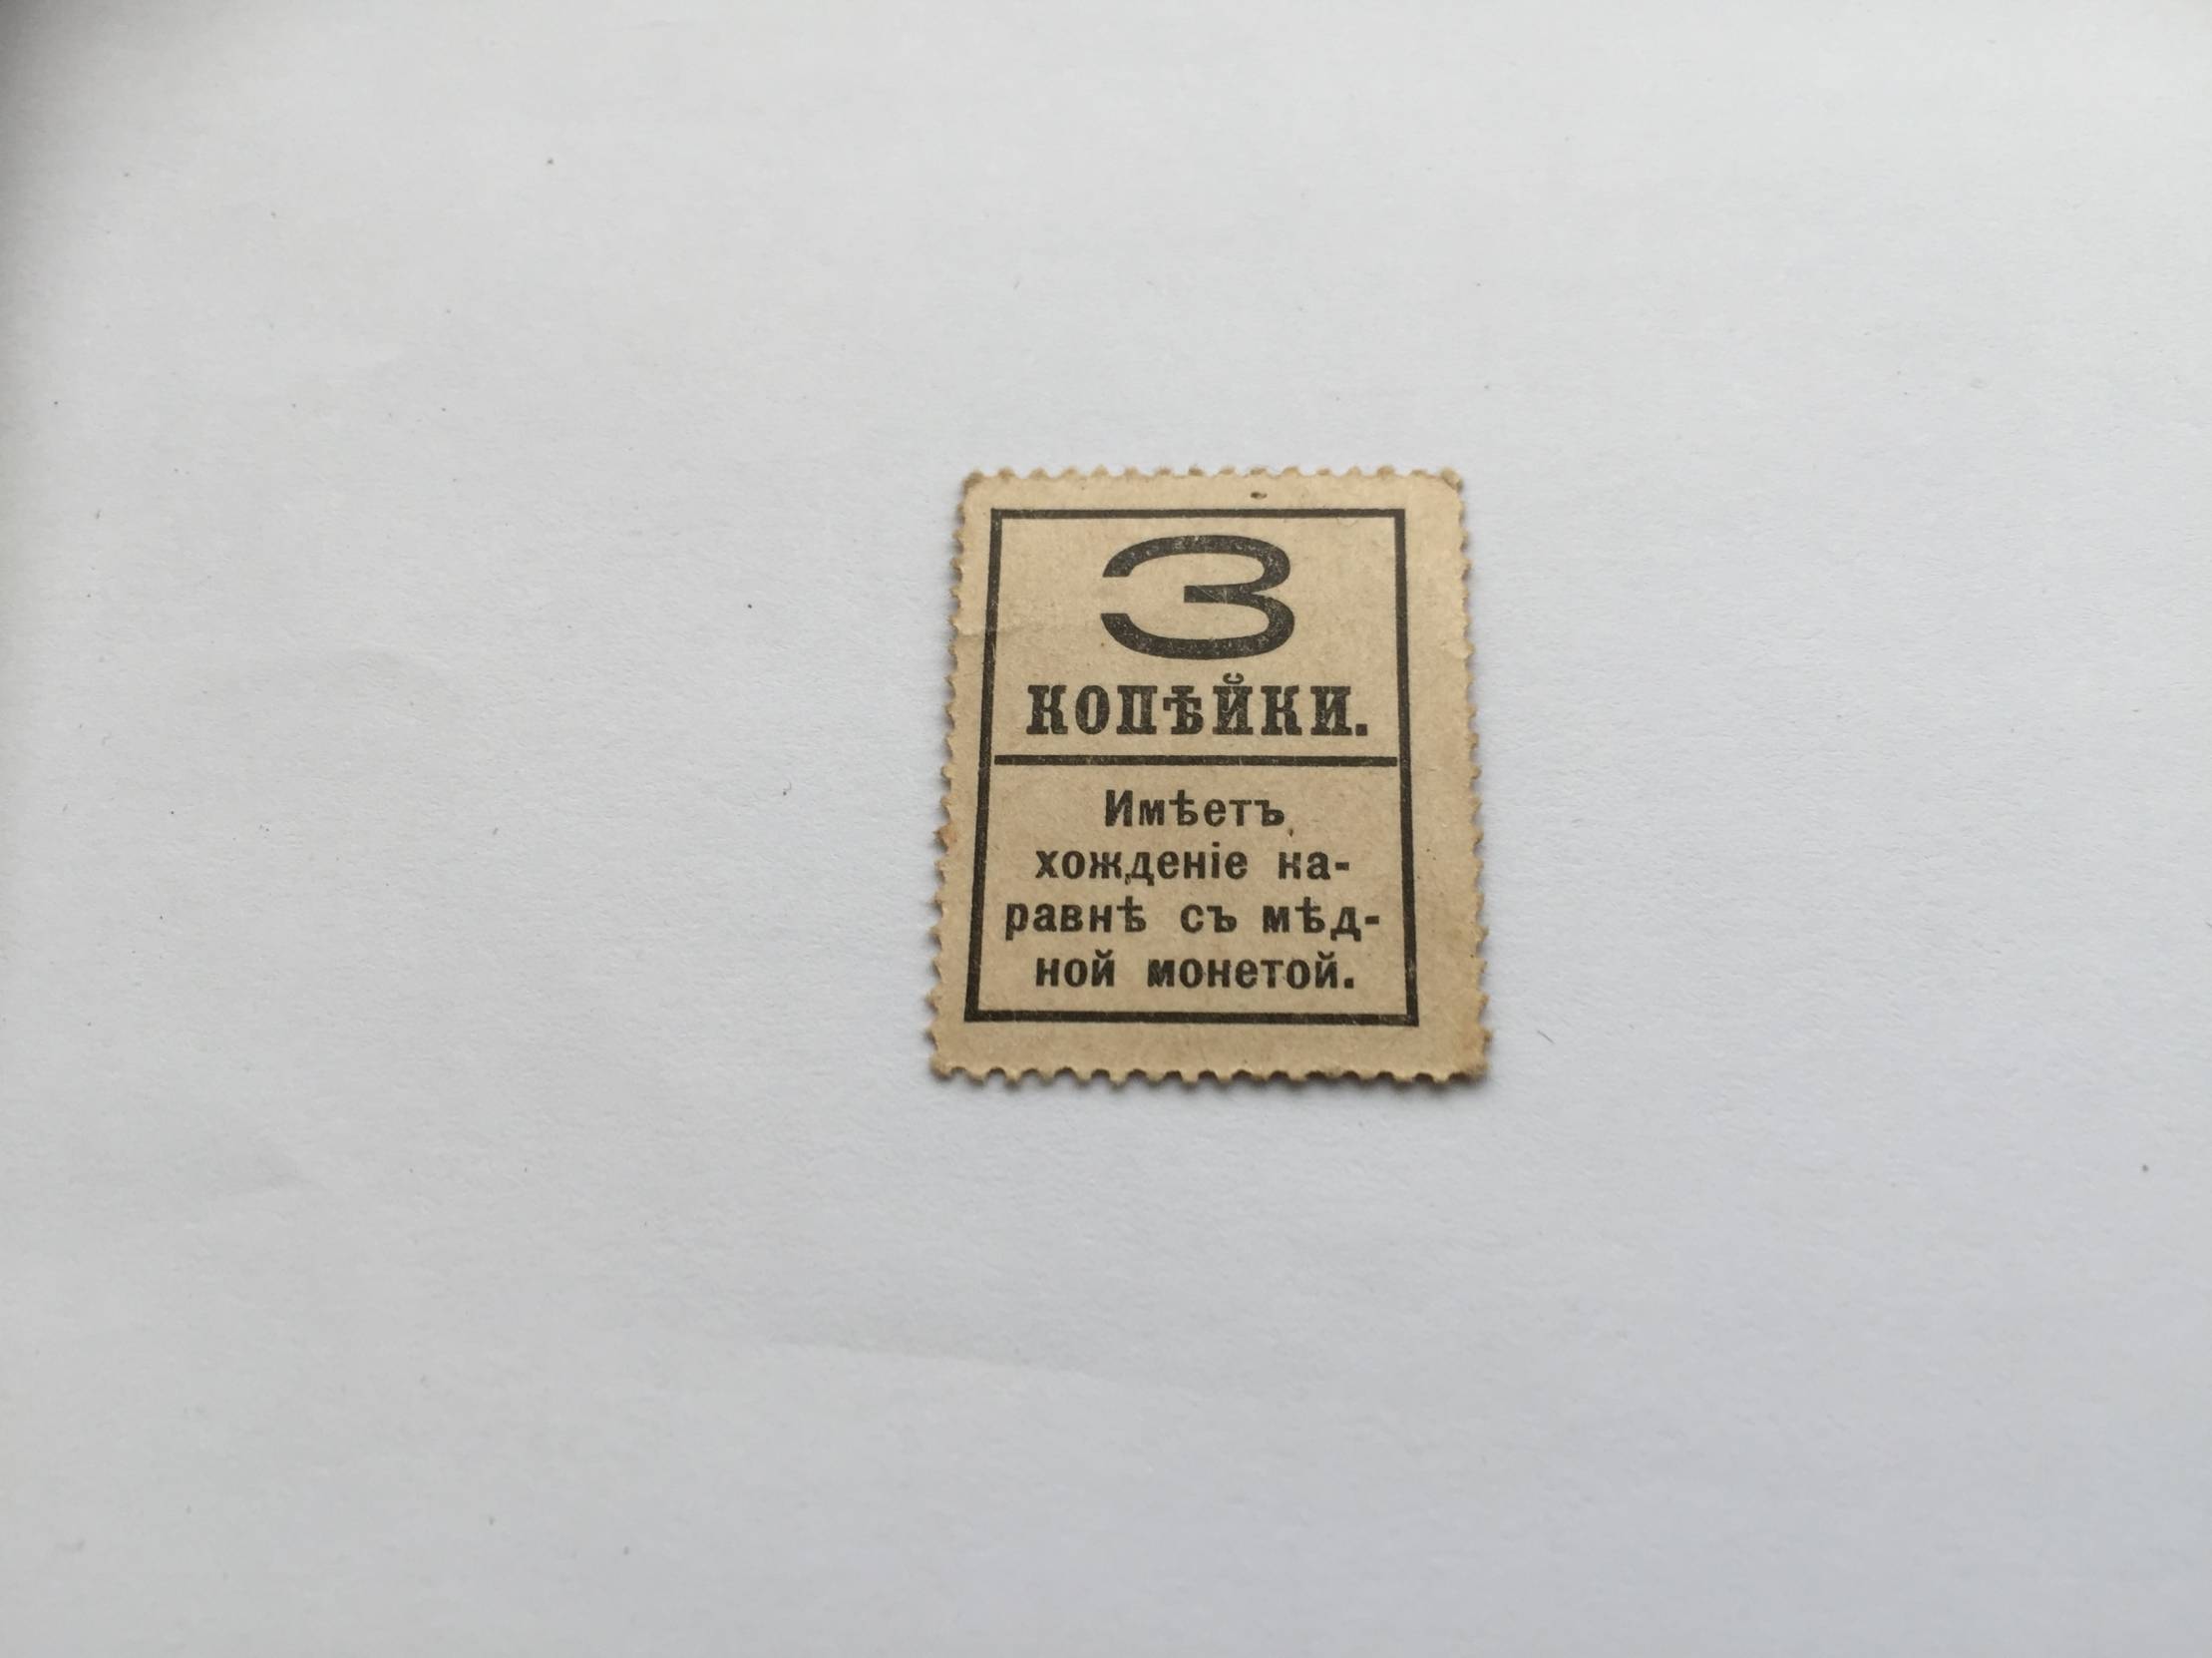 3
КОПѢЙКИ.
Имѣетъ
хожденіе на-
равнѣ съ мѣд-
ной монетой.